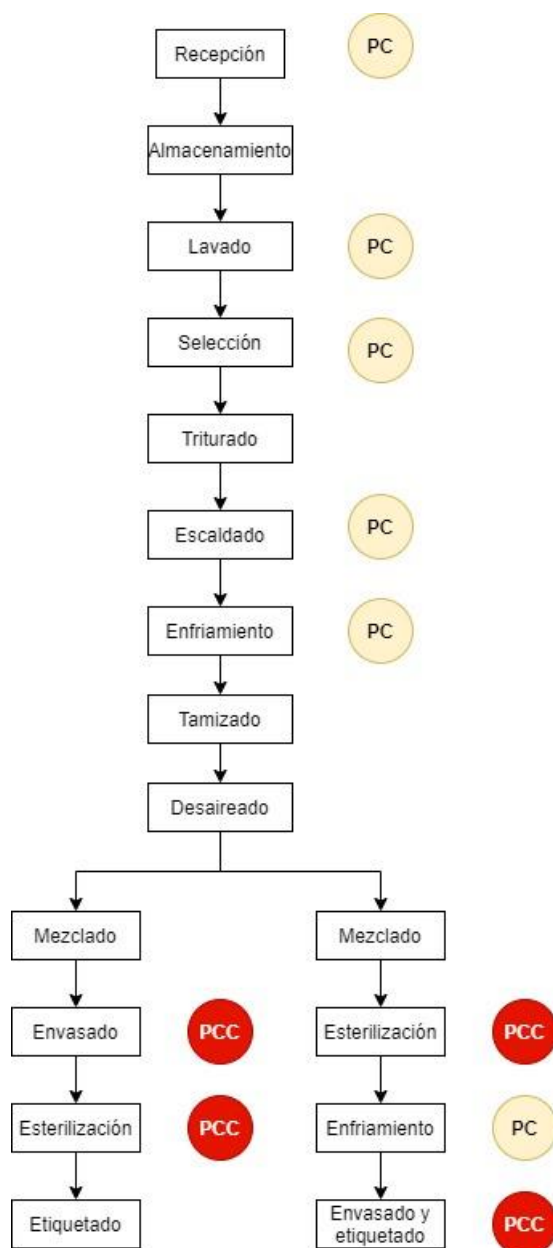 Recepción PC
Almacenamiento
Lavado PC
Selección PC
Triturado
Escaldado PC
Enfriamiento PC
Tamizado
Desaireado
Mezclado Mezclado
Envasado PCC Esterilización PCC
Esterilización PCC Enfriamiento PC
Etiquetado Envasado y
etiquetado PCC